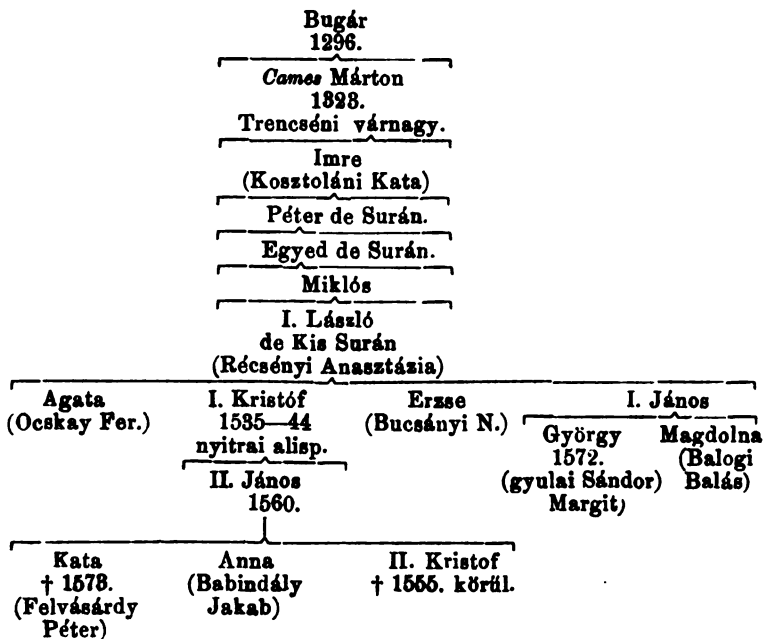 Bugár
1296.
Comes Márton
1323.
Trencséni várnagy.
Imre
(Kosztoláni Kata)
Péter de Surán.
Egyed de Surán.
Miklós
I. László
de Kis Surán
(Récsényi Anasztázia)
Agata
(Ocskay Fer.)
I. Kristóf
1535—44
nyitrai alisp.
Erzse
(Bucsányi N.)
I. János
II. János
1560.
György
1572.
(gyulai Sándor)
Margit)
Magdolna
(Balogi
Balás)
Kata
† 1573.
(Felvásárdy
Péter)
Anna
(Babindály
Jakab)
II. Kristof
† 1555. körül.